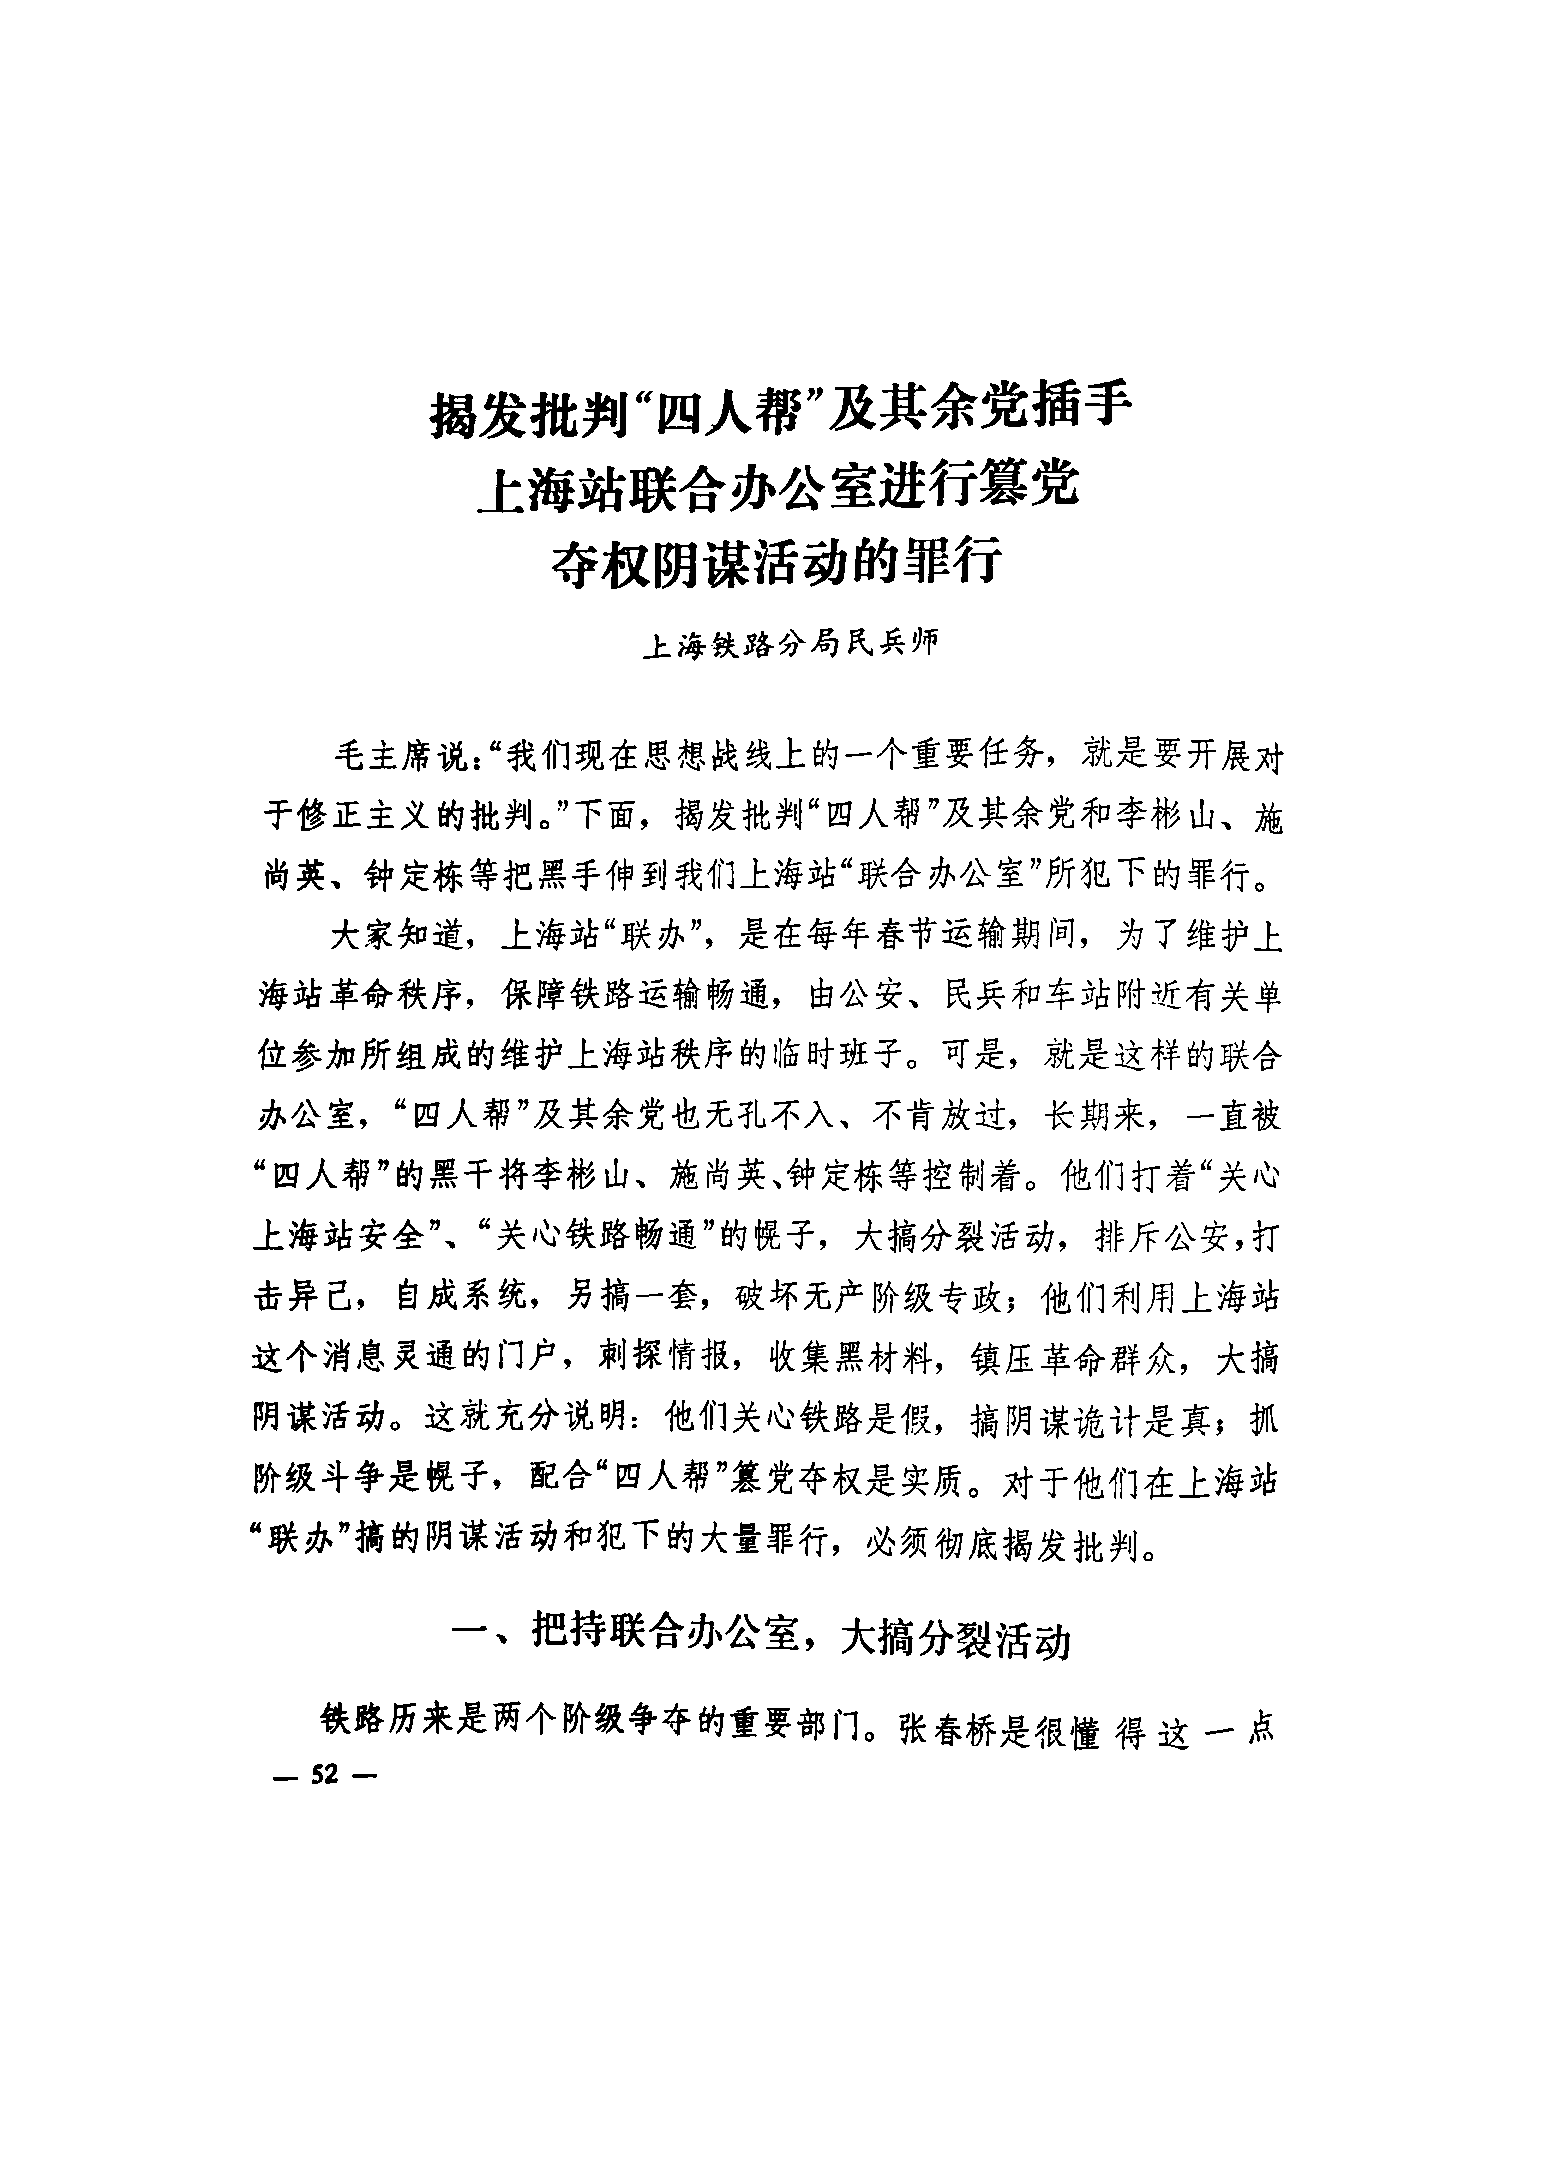 揭发批判“四人帮”及其余党插手
上海站联合办公室进行篡党
夺权阴谋活动的罪行
上海铁路分局民兵师
毛主席说：“我们现在思想战线上的一个重要任务，就是要开展对
于修正主义的批判。”下面，揭发批判“四人帮”及其余党和李彬山、施
尚英、钟定栋等把黑手伸到我们上海站“联合办公室”所犯下的罪行。
大家知道，上海站“联办”，是在每年春节运输期间，为了维护上
海站革命秩序，保障铁路运输畅通，由公安、民兵和车站附近有关单
位参加所组成的维护上海站秩序的临时班子。可是，就是这样的联合
办公室，“四人帮”及其余党也无孔不入、不肯放过，长期来，一直被
“四人帮”的黑干将李彬山、施尚英、钟定栋等控制着。他们打着“关心
上海站安全”、“关心铁路畅通”的幌子，大搞分裂活动，排斥公安，打
击异己，自成系统，另搞一套，破坏无产阶级专政；他们利用上海站
这个消息灵通的门户，刺探情报，收集黑材料，镇压革命群众，大搞
阴谋活动。这就充分说明：他们关心铁路是假，搞阴谋诡计是真；抓
阶级斗争是幌子，配合“四人帮”篡党夺权是实质。对于他们在上海站
“联办”搞的阴谋活动和犯下的大量罪行，必须彻底揭发批判。
一、把持联合办公室，大搞分裂活动
铁路历来是两个阶级争夺的重要部门。张春桥是很懂得这一点
— 52 —